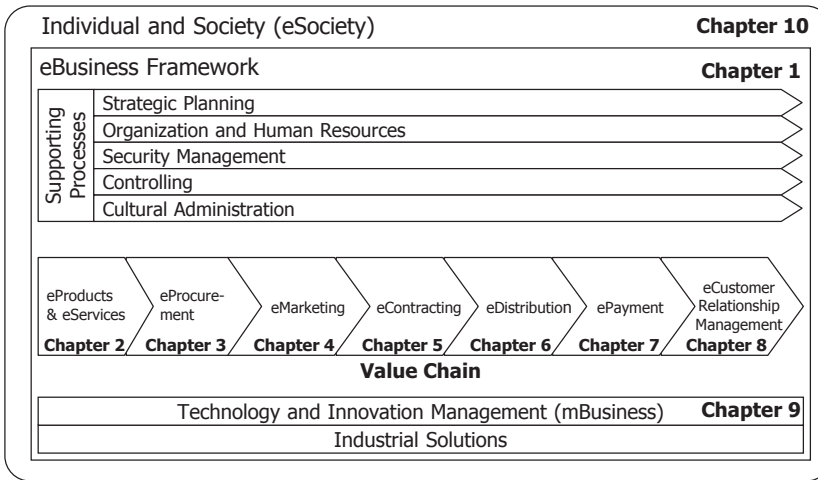 Individual and Society (eSociety) Chapter 10
eBusiness Framework Chapter 1
Supporting
Processes
Strategic Planning
Organization and Human Resources
Security Management
Controlling
Cultural Administration
eProducts
& eServices
Chapter 2
eProcure-
ment
Chapter 3
eMarketing
Chapter 4
eContracting
Chapter 5
eDistribution
Chapter 6
ePayment
Chapter 7
eCustomer
Relationship
Management
Chapter 8
Value Chain
Technology and Innovation Management (mBusiness) Chapter 9
Industrial Solutions